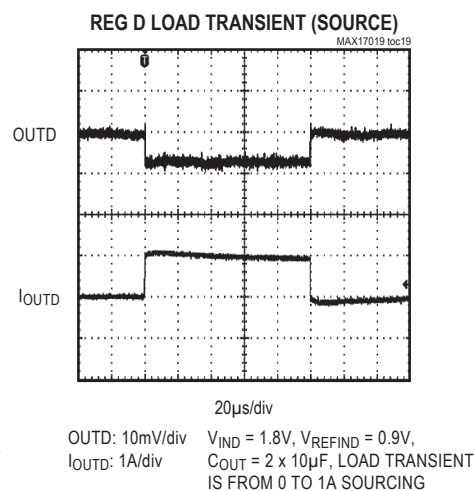 REG D LOAD TRANSIENT (SOURCE)
MAX17019 toc19
OUTD
IOUTD
20µs/div
OUTD: 10mV/div
IOUTD: 1A/div
VIND = 1.8V, VREFIND = 0.9V,
COUT = 2 x 10µF, LOAD TRANSIENT
IS FROM 0 TO 1A SOURCING